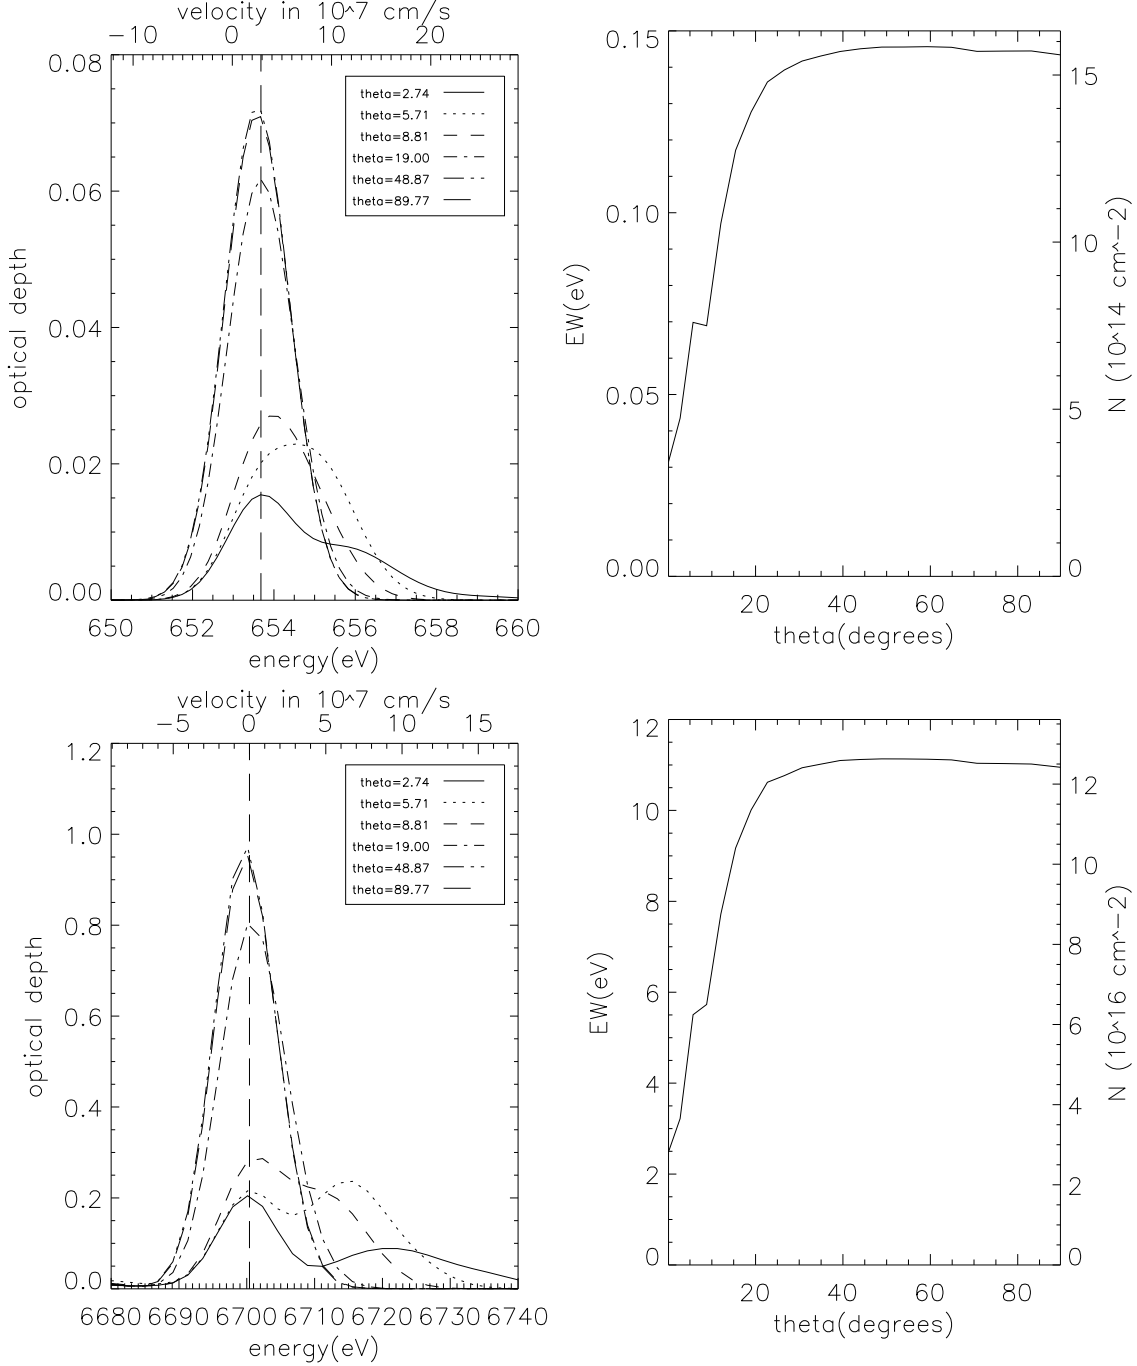 velocity in 10^7 cm/s
−10 0 10 20
0.08
0.06
0.04
0.02
0.00
optical depth
theta=2.74
theta=5.71
theta=8.81
theta=19.00
theta=48.87
theta=89.77
650 652 654 656 658 660
energy(eV)
0.15
0.10
0.05
0.00
EW(eV)
15
10
5
0
N (10^14 cm^−2)
20 40 60 80
theta(degrees)
velocity in 10^7 cm/s
−5 0 5 10 15
1.2
1.0
0.8
0.6
0.4
0.2
0.0
optical depth
theta=2.74
theta=5.71
theta=8.81
theta=19.00
theta=48.87
theta=89.77
6680 6690 6700 6710 6720 6730 6740
energy(eV)
12
10
8
6
4
2
0
EW(eV)
12
10
8
6
4
2
0
N (10^16 cm^−2)
20 40 60 80
theta(degrees)